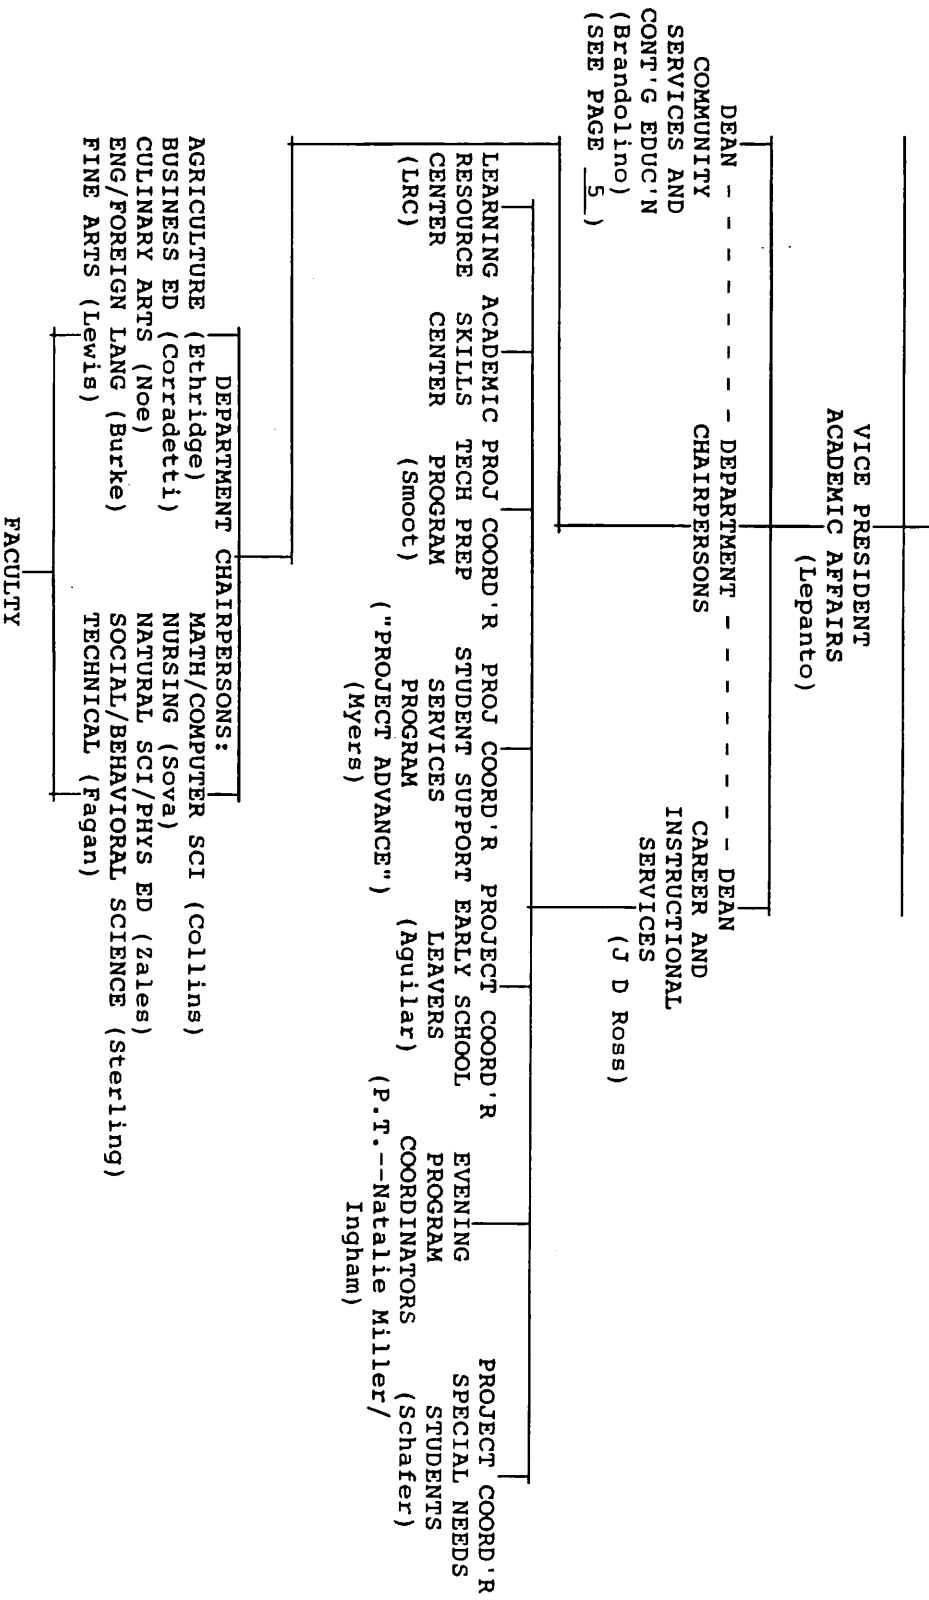 VICE PRESIDENT
ACADEMIC AFFAIRS
(Lepanto)
DEAN - - - - - - - DEPARTMENT - - - - - - - DEAN
COMMUNITY
SERVICES AND
CONT'G EDUC'N
(Brandolino)
(SEE PAGE 5 )
CHAIRPERSONS
CAREER AND
INSTRUCTIONAL
SERVICES
(J D Ross)
LEARNING
RESOURCE
CENTER
(LRC)
ACADEMIC
SKILLS
CENTER
PROJ COORD'R
TECH PREP
PROGRAM
(Smoot)
PROJ COORD'R
STUDENT SUPPORT
SERVICES
PROGRAM
("PROJECT ADVANCE")
(Myers)
PROJECT COORD'R
EARLY SCHOOL
LEAVERS
(Aguilar)
EVENING
PROGRAM
COORDINATORS
(P.T.--Natalie Miller/
Ingham)
PROJECT COORD'R
SPECIAL NEEDS
STUDENTS
(Schafer)
DEPARTMENT CHAIRPERSONS:
AGRICULTURE (Ethridge)
BUSINESS ED (Corradetti)
CULINARY ARTS (Noe)
ENG/FOREIGN LANG (Burke)
FINE ARTS (Lewis)
MATH/COMPUTER SCI (Collins)
NURSING (Sova)
NATURAL SCI/PHYS ED (Zales)
SOCIAL/BEHAVIORAL SCIENCE (Sterling)
TECHNICAL (Fagan)
FACULTY